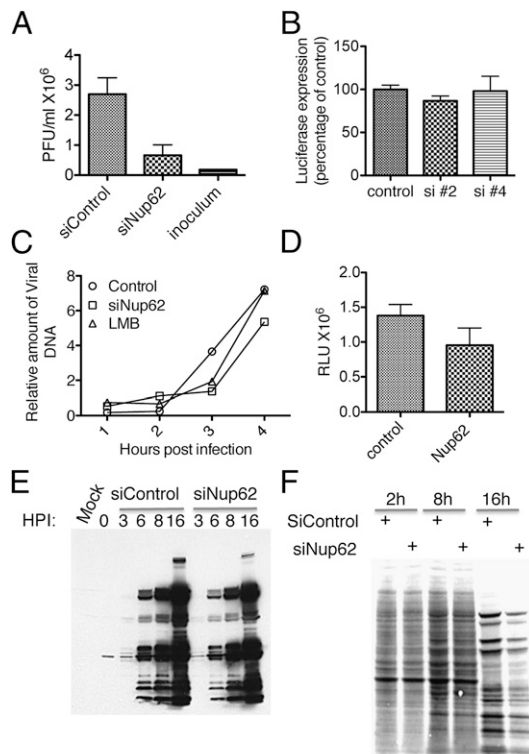 A
PFU/ml X10⁶
4
3
2
1
0
siControl
siNup62
inoculum
B
Luciferase expression
(percentage of control)
150
100
50
0
control
si #2
si #4
C
Relative amount of Viral
DNA
8
6
4
2
0
Control
siNup62
LMB
1
2
3
4
Hours post infection
D
RLU X10⁶
2.0
1.5
1.0
0.5
0.0
control
Nup62
E
Mock
siControl
siNup62
HPI: 0 3 6 8 16 3 6 8 16
F
2h 8h 16h
SiControl + + +
siNup62 + + +